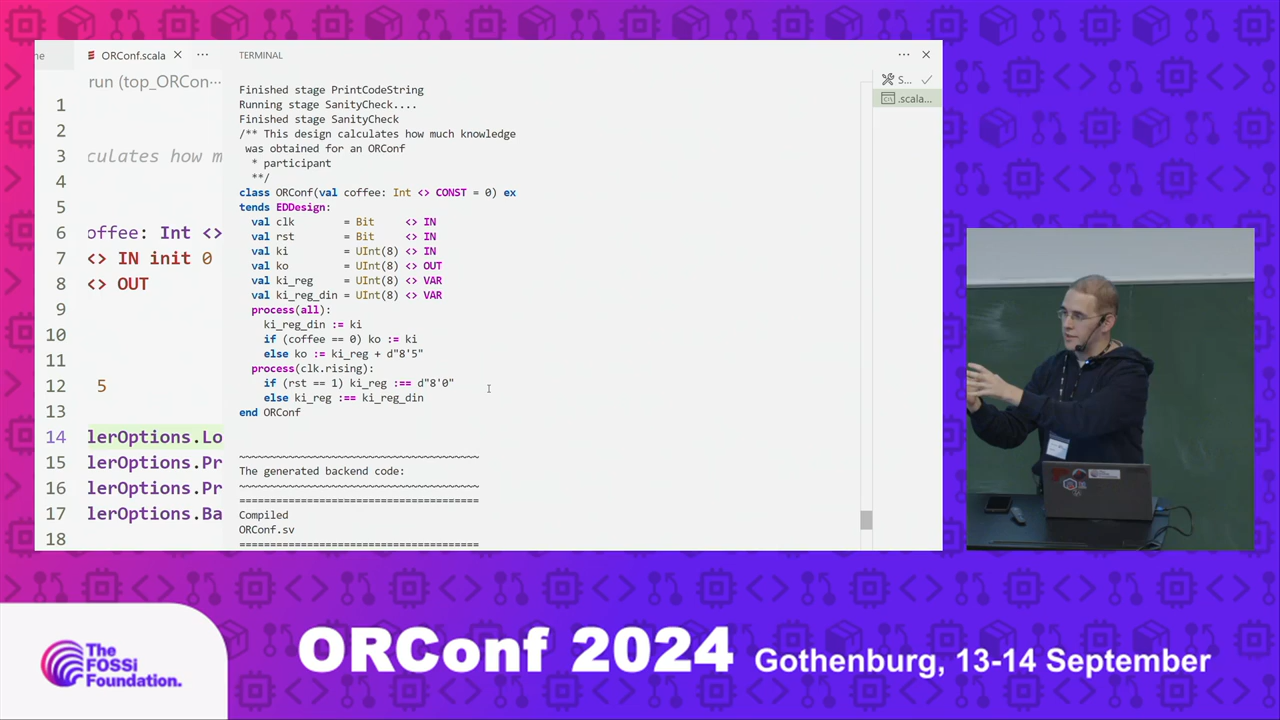 ne
ORConf.scala
run (top_ORCon...
1
2
3 culates how m
4
5
6 offee: Int <>
7 <> IN init 0
8 <> OUT
9
10
11
12 5
13
14 lerOptions.Lo
15 lerOptions.Pr
16 lerOptions.Pr
17 lerOptions.Ba
18
TERMINAL
Finished stage PrintCodeString
Running stage SanityCheck....
Finished stage SanityCheck
/** This design calculates how much knowledge
was obtained for an ORConf
* participant
**/
class ORConf(val coffee: Int <> CONST = 0) ex
tends EDDesign:
val clk = Bit <> IN
val rst = Bit <> IN
val ki = UInt(8) <> IN
val ko = UInt(8) <> OUT
val ki_reg = UInt(8) <> VAR
val ki_reg_din = UInt(8) <> VAR
process(all):
ki_reg_din := ki
if (coffee == 0) ko := ki
else ko := ki_reg + d"8'5"
process(clk.rising):
if (rst == 1) ki_reg :== d"8'0"
else ki_reg :== ki_reg_din
end ORConf
~~~~~~~~~~~~~~~~~~~~~~~~~~~~~~~~~~~~~~~
The generated backend code:
~~~~~~~~~~~~~~~~~~~~~~~~~~~~~~~~~~~~~~~
=======================================
Compiled
ORConf.sv
=======================================
S...
.scala...
The
FOSSi
Foundation.
ORConf 2024 Gothenburg, 13-14 September